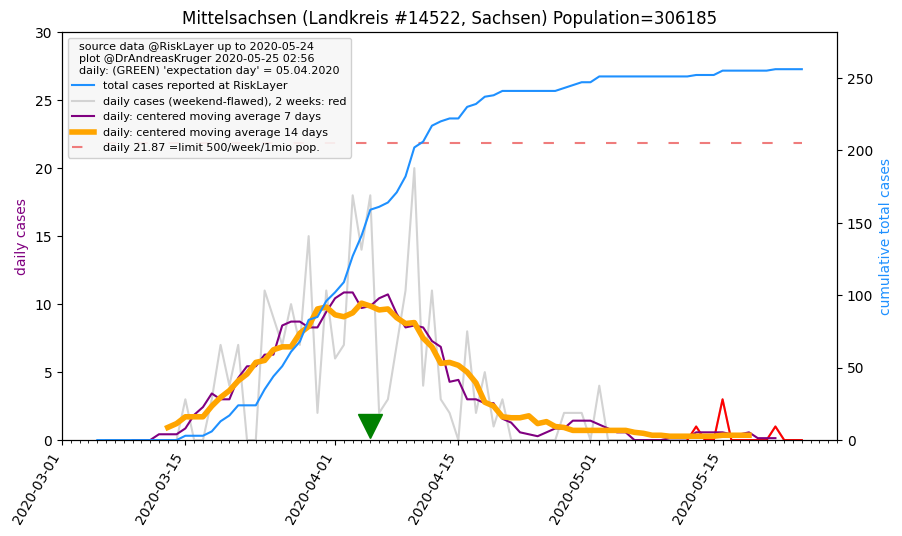 Mittelsachsen (Landkreis #14522, Sachsen) Population=306185
source data @RiskLayer up to 2020-05-24
plot @DrAndreasKruger 2020-05-25 02:56
daily: (GREEN) 'expectation day' = 05.04.2020
total cases reported at RiskLayer
daily cases (weekend-flawed), 2 weeks: red
daily: centered moving average 7 days
daily: centered moving average 14 days
daily 21.87 =limit 500/week/1mio pop.
daily cases
30
25
20
15
10
5
0
cumulative total cases
250
200
150
100
50
0
2020-03-01
2020-03-15
2020-04-01
2020-04-15
2020-05-01
2020-05-15